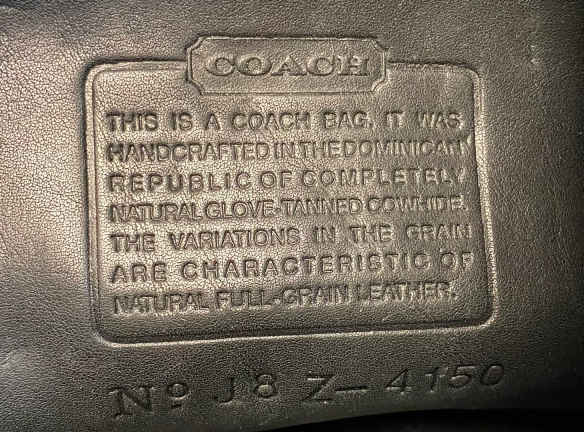 COACH
THIS IS A COACH BAG. IT WAS
HANDCRAFTED IN THE DOMINICAN
REPUBLIC OF COMPLETELY
NATURAL GLOVE-TANNED COWHIDE.
THE VARIATIONS IN THE GRAIN
ARE CHARACTERISTIC OF
NATURAL FULL-GRAIN LEATHER.
Nº J8Z-4150